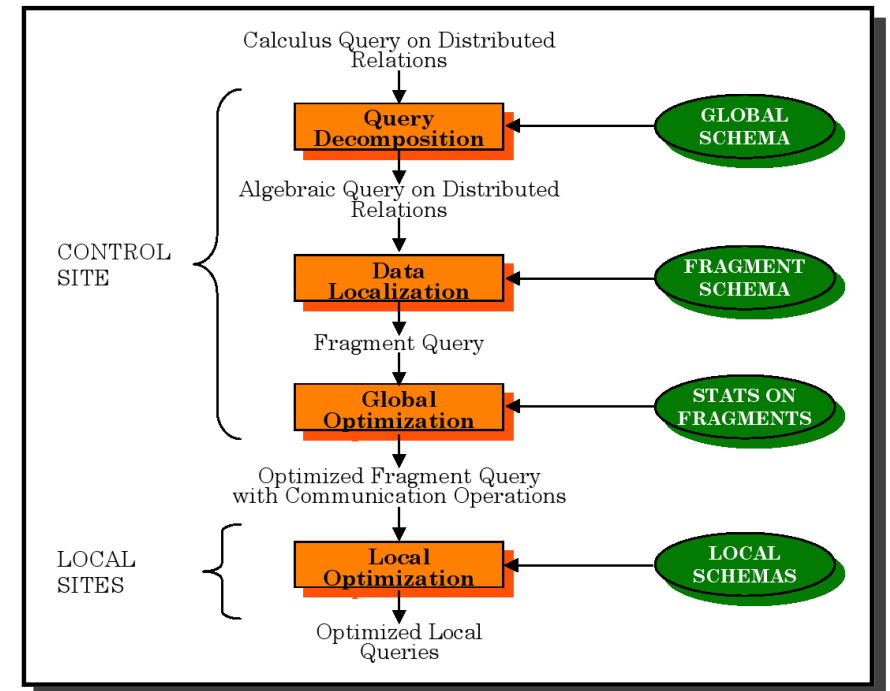 Calculus Query on Distributed
Relations
Query
Decomposition
GLOBAL
SCHEMA
Algebraic Query on Distributed
Relations
CONTROL
SITE
Data
Localization
FRAGMENT
SCHEMA
Fragment Query
Global
Optimization
STATS ON
FRAGMENTS
Optimized Fragment Query
with Communication Operations
LOCAL
SITES
Local
Optimization
LOCAL
SCHEMAS
Optimized Local
Queries